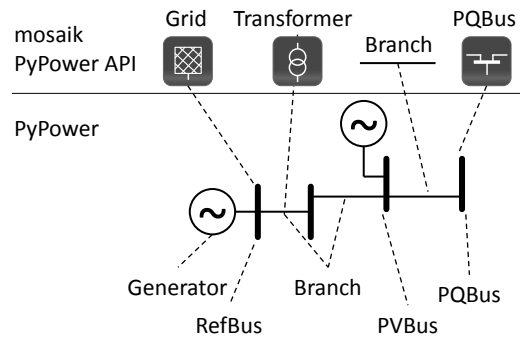 Grid
Transformer
PQBus
mosaik
PyPower API
Branch
PyPower
Generator
Branch
PQBus
RefBus
PVBus